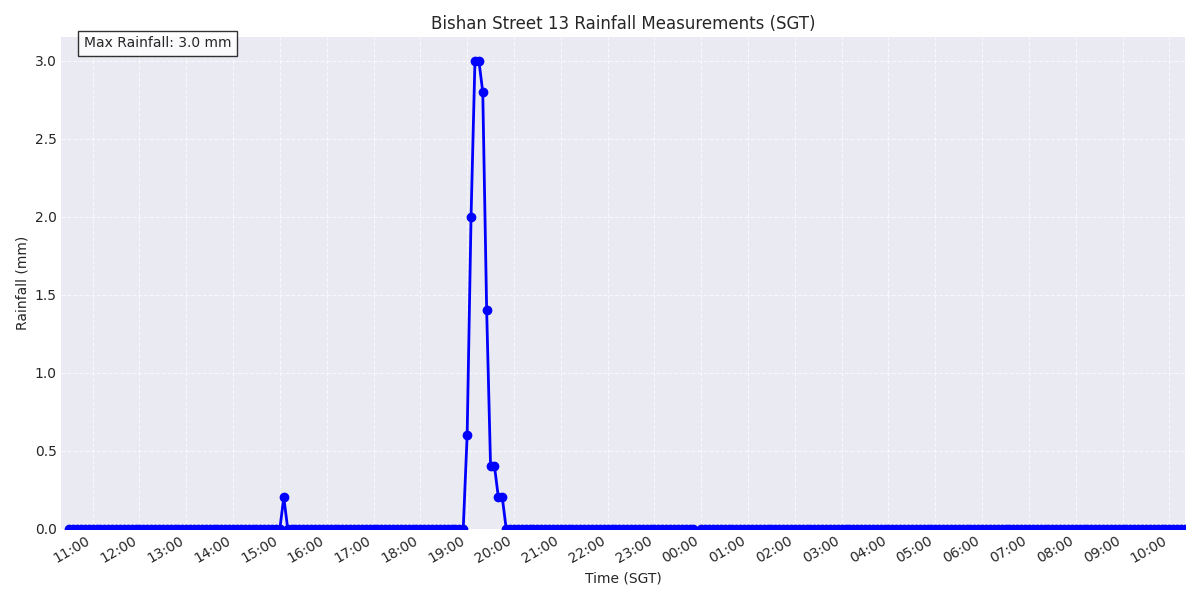 Bishan Street 13 Rainfall Measurements (SGT)
Max Rainfall: 3.0 mm
3.0
2.5
2.0
1.5
1.0
0.5
0.0
Rainfall (mm)
11:00 12:00 13:00 14:00 15:00 16:00 17:00 18:00 19:00 20:00 21:00 22:00 23:00 00:00 01:00 02:00 03:00 04:00 05:00 06:00 07:00 08:00 09:00 10:00
Time (SGT)